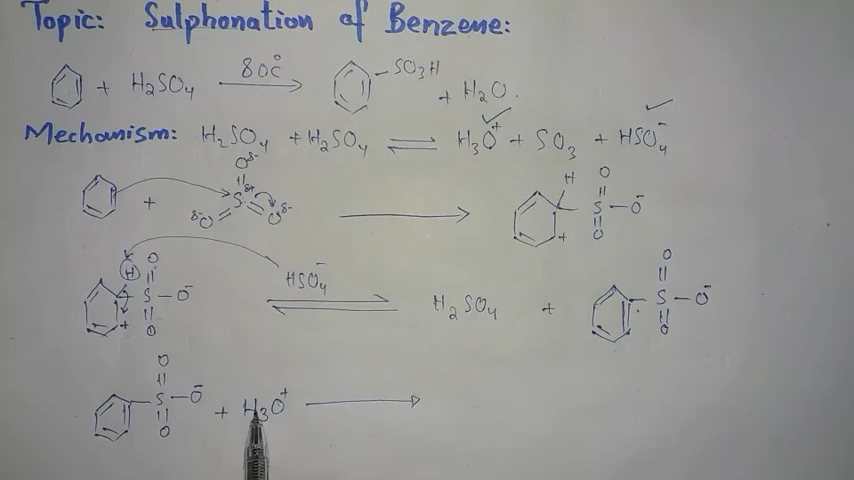 Topic: Sulphonation of Benzene:
+ H₂SO₄ 80°C SO₃H + H₂O.
Mechanism: H₂SO₄ + H₂SO₄ ⇌ H₃O⁺ + SO₃ + HSO₄⁻
+ O δ- S δ+ δ- O O δ- → H O S O⁻ O +
H O S O⁻ O + HSO₄⁻ ⇌ H₂SO₄ + O S O⁻ O
O S O⁻ O + H₃O⁺ →